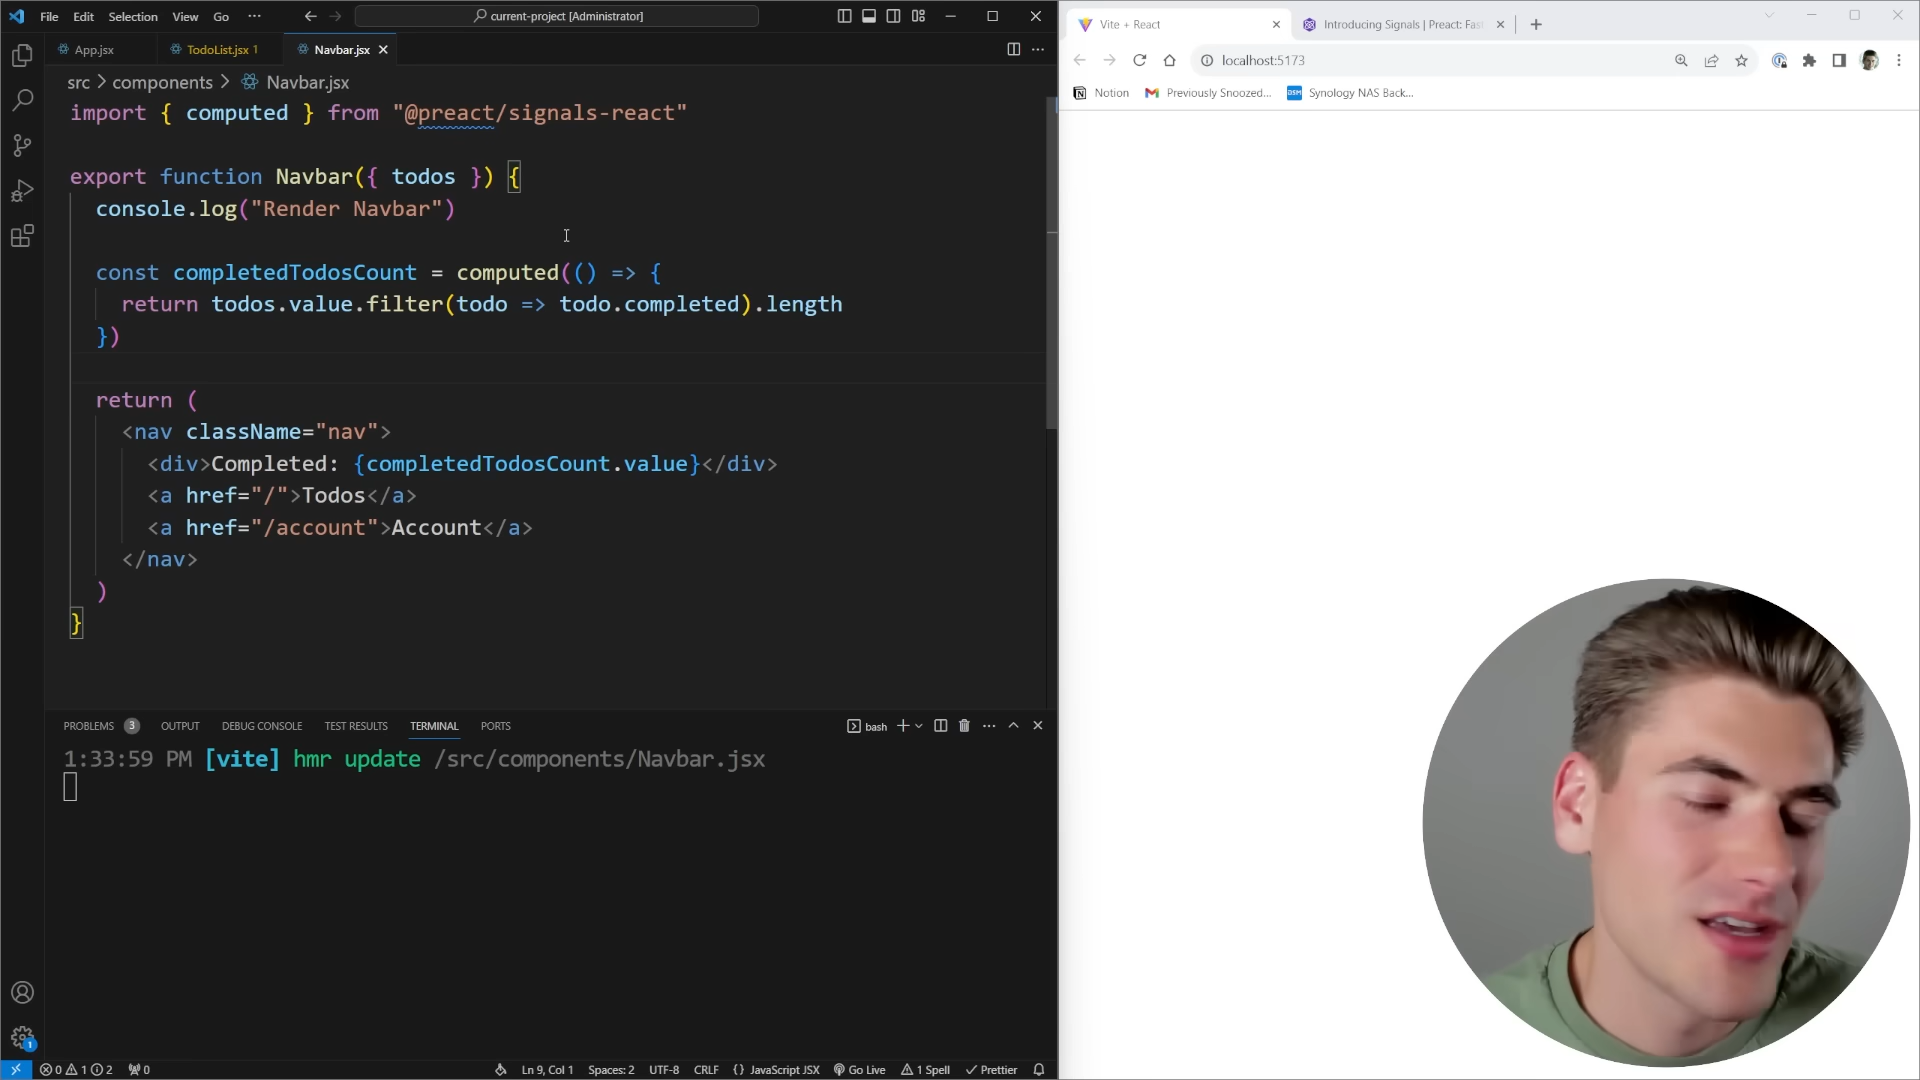 File Edit Selection View Go ··· current-project [Administrator]
App.jsx TodoList.jsx 1 Navbar.jsx
src > components > Navbar.jsx
import { computed } from "@preact/signals-react"
export function Navbar({ todos }) {
console.log("Render Navbar")
const completedTodosCount = computed(() => {
return todos.value.filter(todo => todo.completed).length
})
return (
<nav className="nav">
<div>Completed: {completedTodosCount.value}</div>
<a href="/">Todos</a>
<a href="/account">Account</a>
</nav>
)
}
PROBLEMS 3 OUTPUT DEBUG CONSOLE TEST RESULTS TERMINAL PORTS bash
1:33:59 PM [vite] hmr update /src/components/Navbar.jsx
1
0 1 2 0 Ln 9, Col 1 Spaces: 2 UTF-8 CRLF {} JavaScript JSX Go Live 1 Spell Prettier
Vite + React Introducing Signals | Preact: Fas
localhost:5173
Notion Previously Snoozed... DSM Synology NAS Back...